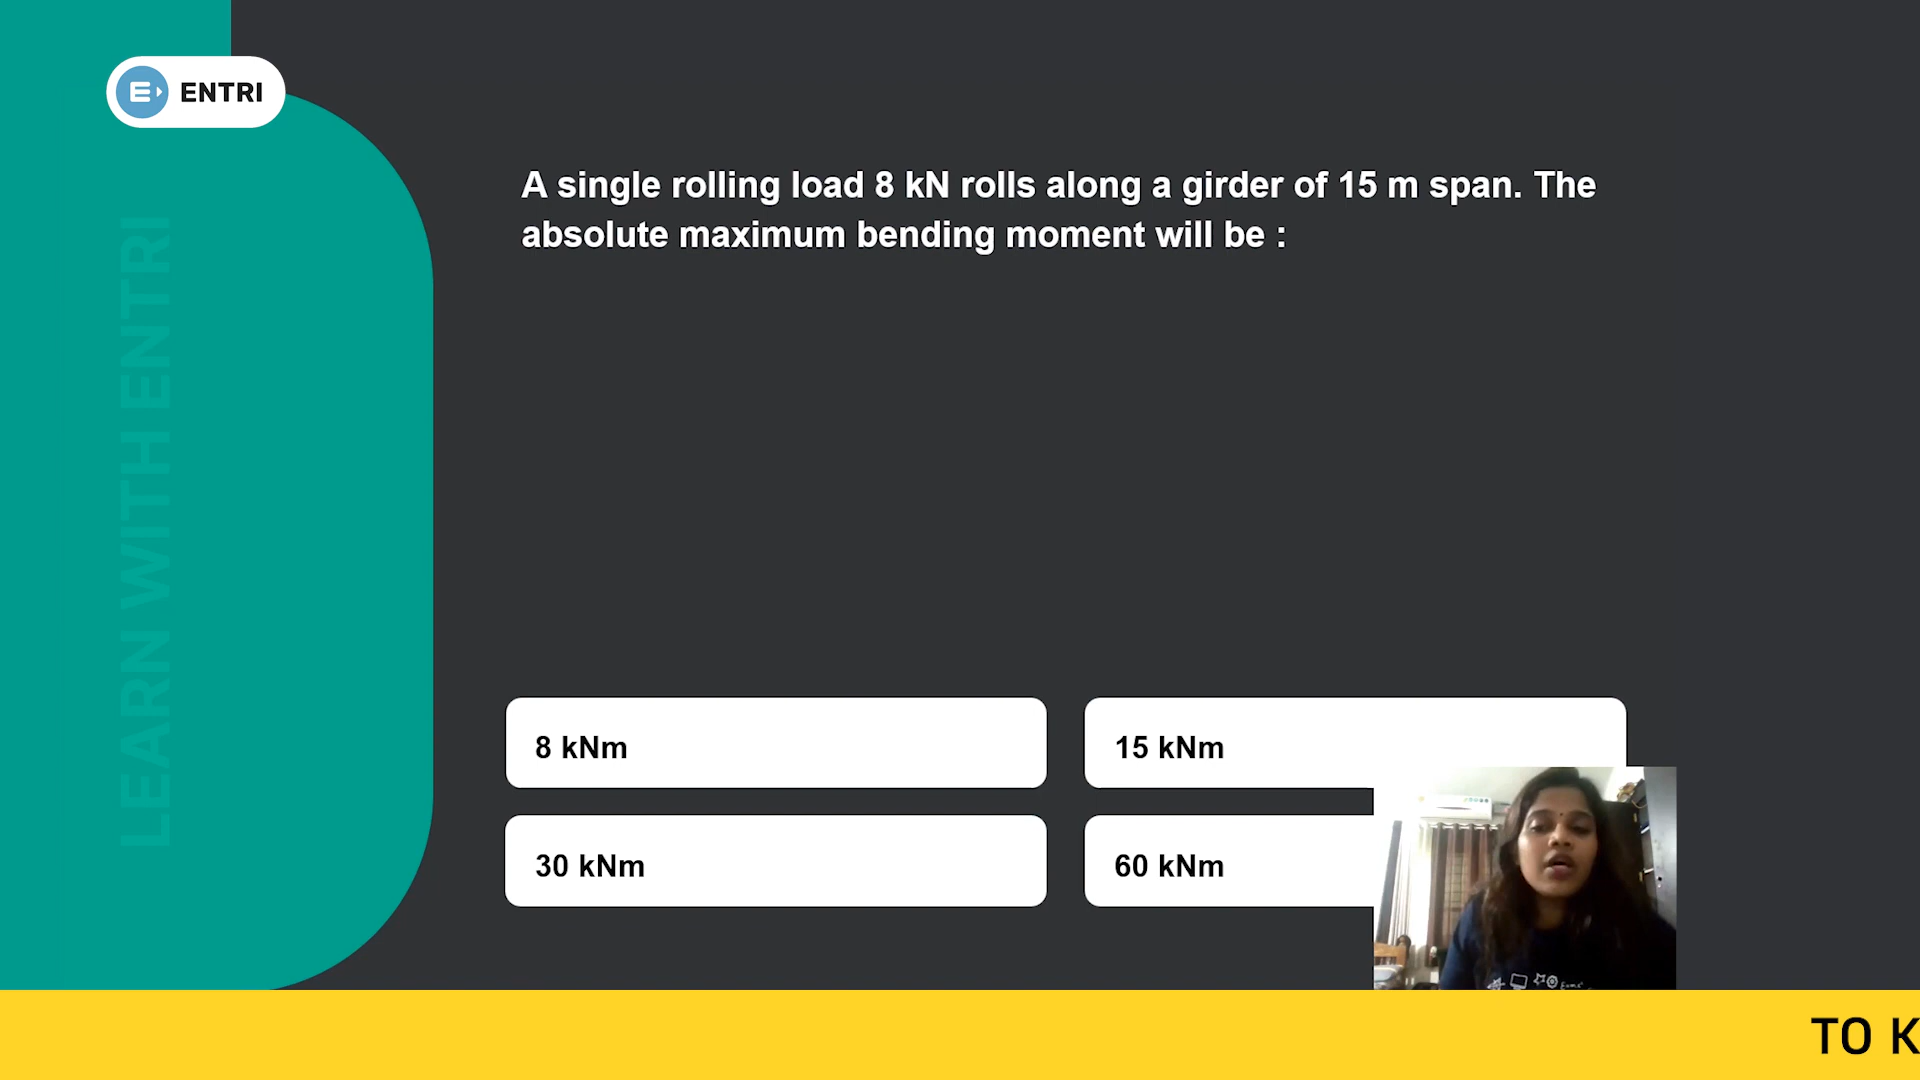 ENTRI
LEARN WITH ENTRI
A single rolling load 8 kN rolls along a girder of 15 m span. The
absolute maximum bending moment will be :
8 kNm
15 kNm
30 kNm
60 kNm
TO K